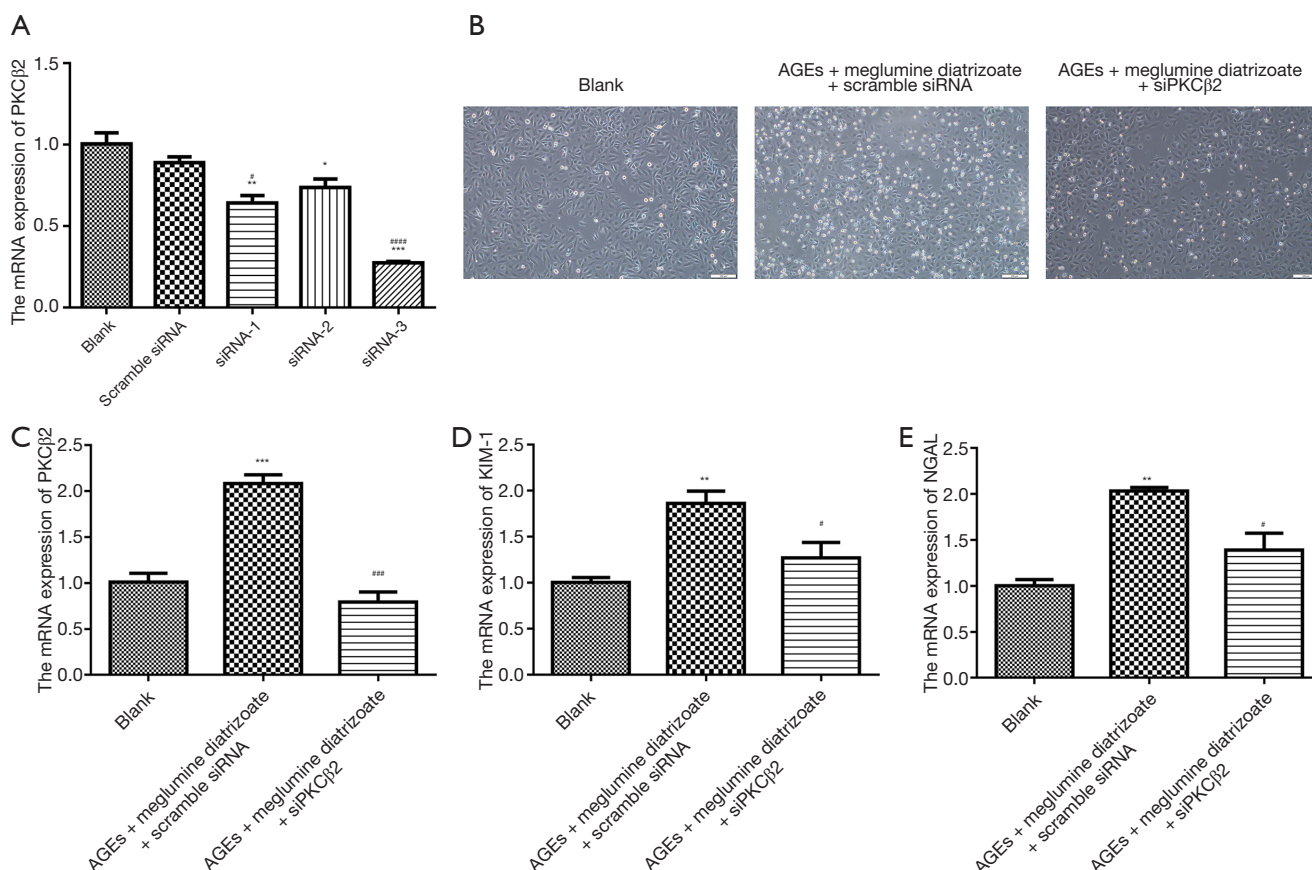 A
The mRNA expression of PKCβ2
1.5
1.0
0.5
0.0
#
**
*
####
***
Blank
Scramble siRNA
siRNA-1
siRNA-2
siRNA-3
B
Blank
AGEs + meglumine diatrizoate
+ scramble siRNA
AGEs + meglumine diatrizoate
+ siPKCβ2
C
The mRNA expression of PKCβ2
2.5
2.0
1.5
1.0
0.5
0.0
***
###
Blank
AGEs + meglumine diatrizoate
+ scramble siRNA
AGEs + meglumine diatrizoate
+ siPKCβ2
D
The mRNA expression of KIM-1
2.5
2.0
1.5
1.0
0.5
0.0
**
#
Blank
AGEs + meglumine diatrizoate
+ scramble siRNA
AGEs + meglumine diatrizoate
+ siPKCβ2
E
The mRNA expression of NGAL
2.5
2.0
1.5
1.0
0.5
0.0
**
#
Blank
AGEs + meglumine diatrizoate
+ scramble siRNA
AGEs + meglumine diatrizoate
+ siPKCβ2